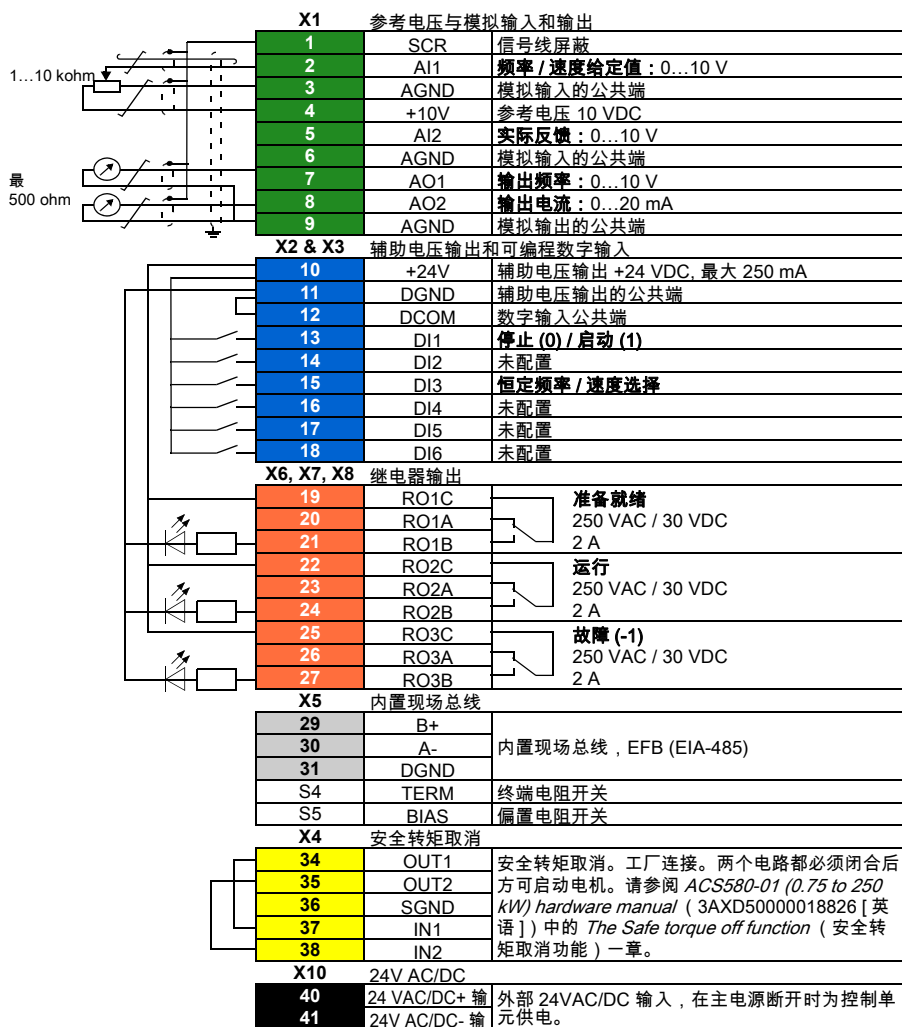 X1 参考电压与模拟输入和输出
1 SCR 信号线屏蔽
2 AI1 频率 / 速度给定值：0…10 V
1…10 kohm
3 AGND 模拟输入的公共端
4 +10V 参考电压 10 VDC
5 AI2 实际反馈：0…10 V
6 AGND 模拟输入的公共端
最
500 ohm
7 AO1 输出频率：0…10 V
8 AO2 输出电流：0…20 mA
9 AGND 模拟输出的公共端
X2 & X3 辅助电压输出和可编程数字输入
10 +24V 辅助电压输出 +24 VDC, 最大 250 mA
11 DGND 辅助电压输出的公共端
12 DCOM 数字输入公共端
13 DI1 停止 (0) / 启动 (1)
14 DI2 未配置
15 DI3 恒定频率 / 速度选择
16 DI4 未配置
17 DI5 未配置
18 DI6 未配置
X6, X7, X8 继电器输出
19 RO1C 准备就绪
20 RO1A 250 VAC / 30 VDC
21 RO1B 2 A
22 RO2C 运行
23 RO2A 250 VAC / 30 VDC
24 RO2B 2 A
25 RO3C 故障 (-1)
26 RO3A 250 VAC / 30 VDC
27 RO3B 2 A
X5 内置现场总线
29 B+
30 A- 内置现场总线，EFB (EIA-485)
31 DGND
S4 TERM 终端电阻开关
S5 BIAS 偏置电阻开关
X4 安全转矩取消
34 OUT1 安全转矩取消。工厂连接。两个电路都必须闭合后
35 OUT2 方可启动电机。请参阅 ACS580-01 (0.75 to 250
36 SGND kW) hardware manual（3AXD50000018826 [ 英
37 IN1 语 ]）中的 The Safe torque off function（安全转
38 IN2 矩取消功能）一章。
X10 24V AC/DC
40 24 VAC/DC+ 输 外部 24VAC/DC 输入，在主电源断开时为控制单
41 24V AC/DC- 输 元供电。